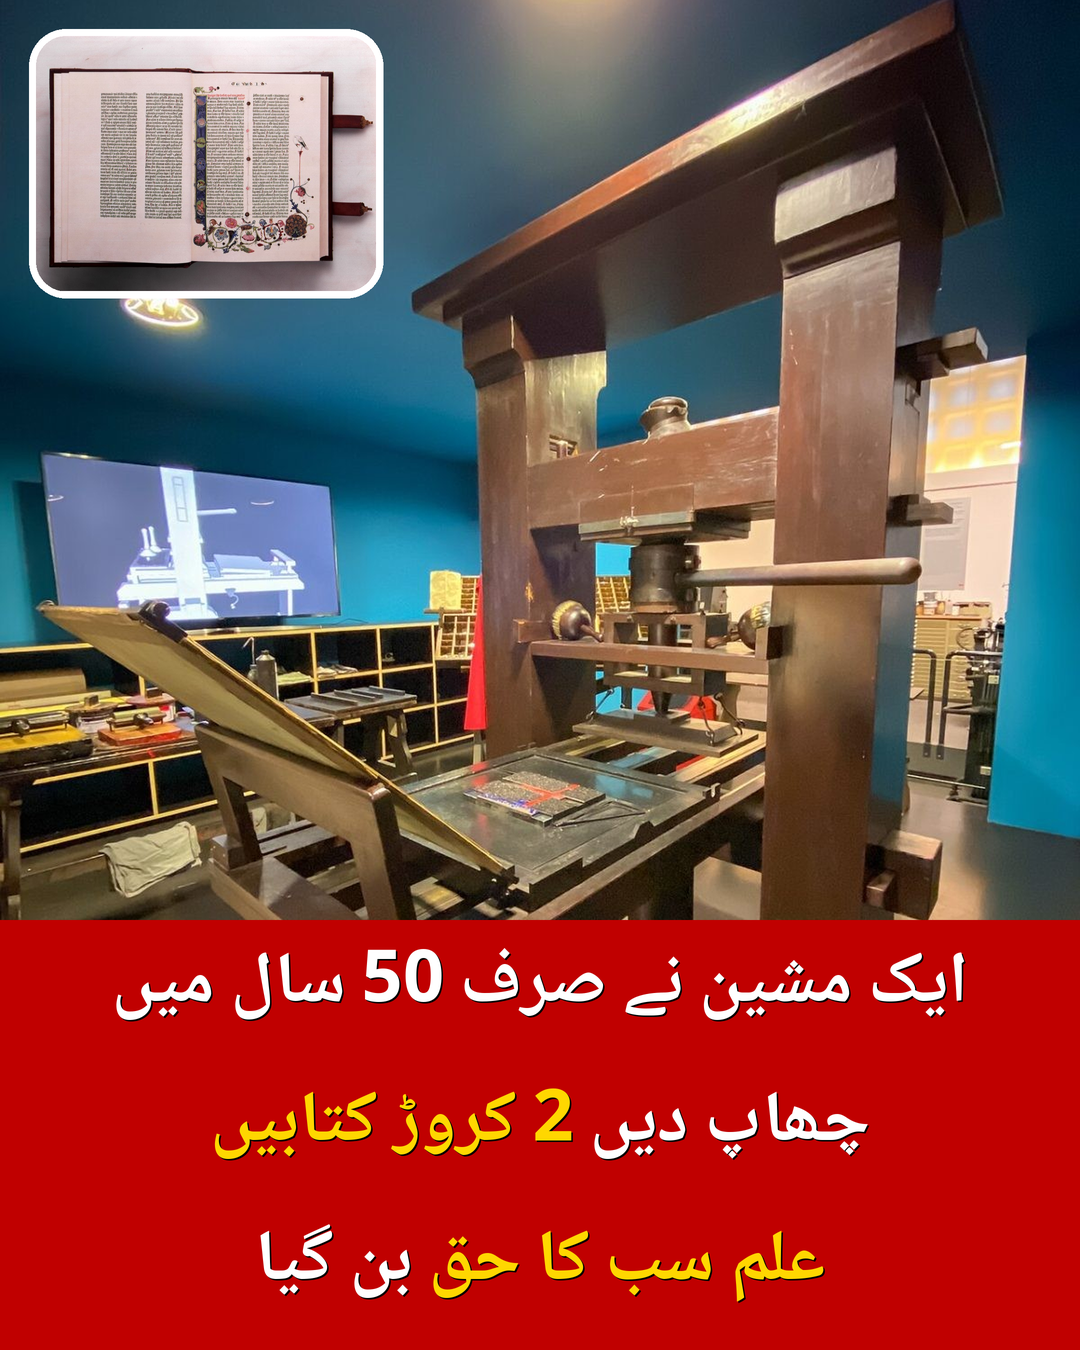 ایک مشین نے صرف 50 سال میں
چھاپ دیں 2 کروڑ کتابیں
علم سب کا حق بن گیا